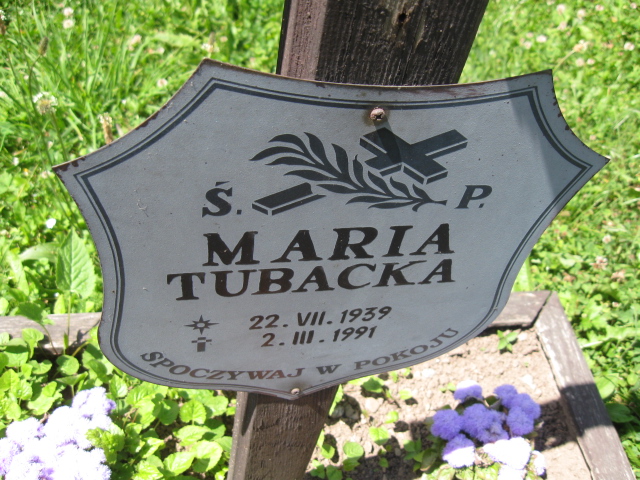 Ś. P.
MARIA
TUBACKA
22. VII. 1939
2. III. 1991
SPOCZYWAJ W POKOJU